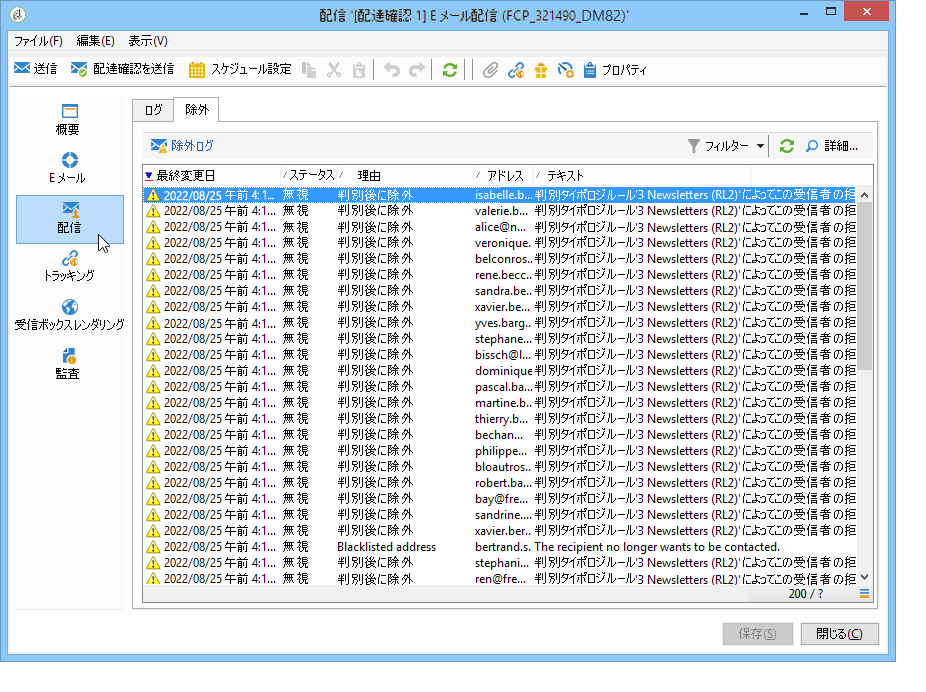 配信 '[配達確認 1] E メール配信 (FCP_321490_DM82)'
ファイル(F) 編集(E) 表示(V)
送信 配達確認を送信 スケジュール設定 プロパティ
概要
E メール
配信
トラッキング
受信ボックスレンダリング
監査
ログ 除外
除外ログ フィルター 詳細...
最終変更日 ステータス 理由 アドレス テキスト
2022/08/25 午前 4:1... 無視 判別後に除外 isabelle.b... 判別タイポロジルール'3 Newsletters (RL2)'によってこの受信者の拒
2022/08/25 午前 4:1... 無視 判別後に除外 valerie.b... 判別タイポロジルール'3 Newsletters (RL2)'によってこの受信者の拒
2022/08/25 午前 4:1... 無視 判別後に除外 alice@n... 判別タイポロジルール'3 Newsletters (RL2)'によってこの受信者の拒
2022/08/25 午前 4:1... 無視 判別後に除外 veronique. 判別タイポロジルール'3 Newsletters (RL2)'によってこの受信者の拒
2022/08/25 午前 4:1... 無視 判別後に除外 belconros.. 判別タイポロジルール'3 Newsletters (RL2)'によってこの受信者の拒
2022/08/25 午前 4:1... 無視 判別後に除外 rene.becc.. 判別タイポロジルール'3 Newsletters (RL2)'によってこの受信者の拒
2022/08/25 午前 4:1... 無視 判別後に除外 sandra.be.. 判別タイポロジルール'3 Newsletters (RL2)'によってこの受信者の拒
2022/08/25 午前 4:1... 無視 判別後に除外 xavier.be... 判別タイポロジルール'3 Newsletters (RL2)'によってこの受信者の拒
2022/08/25 午前 4:1... 無視 判別後に除外 yves.barg.. 判別タイポロジルール'3 Newsletters (RL2)'によってこの受信者の拒
2022/08/25 午前 4:1... 無視 判別後に除外 stephane... 判別タイポロジルール'3 Newsletters (RL2)'によってこの受信者の拒
2022/08/25 午前 4:1... 無視 判別後に除外 bissch@l... 判別タイポロジルール'3 Newsletters (RL2)'によってこの受信者の拒
2022/08/25 午前 4:1... 無視 判別後に除外 dominique 判別タイポロジルール'3 Newsletters (RL2)'によってこの受信者の拒
2022/08/25 午前 4:1... 無視 判別後に除外 pascal.ba... 判別タイポロジルール'3 Newsletters (RL2)'によってこの受信者の拒
2022/08/25 午前 4:1... 無視 判別後に除外 martine.b.. 判別タイポロジルール'3 Newsletters (RL2)'によってこの受信者の拒
2022/08/25 午前 4:1... 無視 判別後に除外 thierry.b... 判別タイポロジルール'3 Newsletters (RL2)'によってこの受信者の拒
2022/08/25 午前 4:1... 無視 判別後に除外 bechan... 判別タイポロジルール'3 Newsletters (RL2)'によってこの受信者の拒
2022/08/25 午前 4:1... 無視 判別後に除外 philippe... 判別タイポロジルール'3 Newsletters (RL2)'によってこの受信者の拒
2022/08/25 午前 4:1... 無視 判別後に除外 bloautros.. 判別タイポロジルール'3 Newsletters (RL2)'によってこの受信者の拒
2022/08/25 午前 4:1... 無視 判別後に除外 robert.ba... 判別タイポロジルール'3 Newsletters (RL2)'によってこの受信者の拒
2022/08/25 午前 4:1... 無視 判別後に除外 bay@fre... 判別タイポロジルール'3 Newsletters (RL2)'によってこの受信者の拒
2022/08/25 午前 4:1... 無視 判別後に除外 sandrine.... 判別タイポロジルール'3 Newsletters (RL2)'によってこの受信者の拒
2022/08/25 午前 4:1... 無視 判別後に除外 xavier.ber.. 判別タイポロジルール'3 Newsletters (RL2)'によってこの受信者の拒
2022/08/25 午前 4:1... 無視 Blacklisted address bertrand.s. The recipient no longer wants to be contacted.
2022/08/25 午前 4:1... 無視 判別後に除外 stephani... 判別タイポロジルール'3 Newsletters (RL2)'によってこの受信者の拒
2022/08/25 午前 4:1... 無視 判別後に除外 ren@fre... 判別タイポロジルール'3 Newsletters (RL2)'によってこの受信者の拒
200 / ?
保存(S) 閉じる(C)